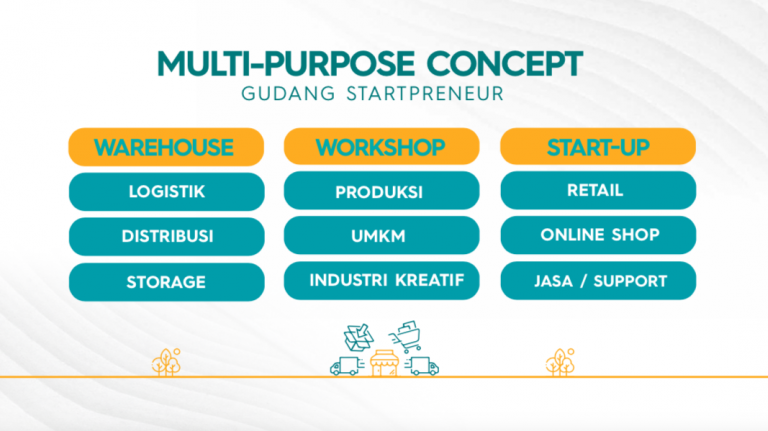 MULTI-PURPOSE CONCEPT
GUDANG STARTPRENEUR
WAREHOUSE
LOGISTIK
DISTRIBUSI
STORAGE
WORKSHOP
PRODUKSI
UMKM
INDUSTRI KREATIF
START-UP
RETAIL
ONLINE SHOP
JASA / SUPPORT